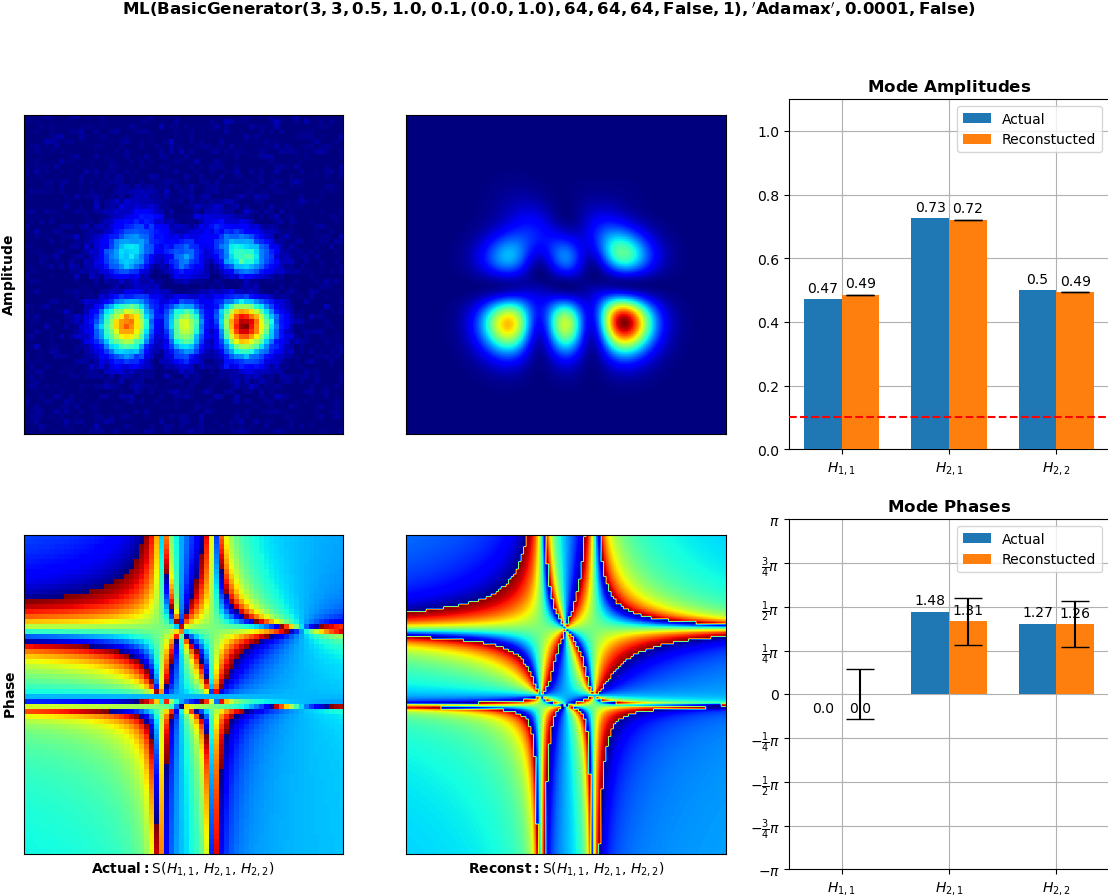 ML(BasicGenerator(3, 3, 0.5, 1.0, 0.1, (0.0, 1.0), 64, 64, 64, False, 1), ′Adamax′, 0.0001, False)
Amplitude
Mode Amplitudes
Actual
Reconstucted
1.0
0.8
0.6
0.4
0.2
0.0
0.47
0.49
0.73
0.72
0.5
0.49
H1,1
H2,1
H2,2
Phase
Actual: S(H1,1, H2,1, H2,2)
Reconst: S(H1,1, H2,1, H2,2)
Mode Phases
Actual
Reconstucted
π
3/4π
1/2π
1/4π
0
−1/4π
−1/2π
−3/4π
−π
0.0
0.0
1.48
1.31
1.27
1.26
H1,1
H2,1
H2,2